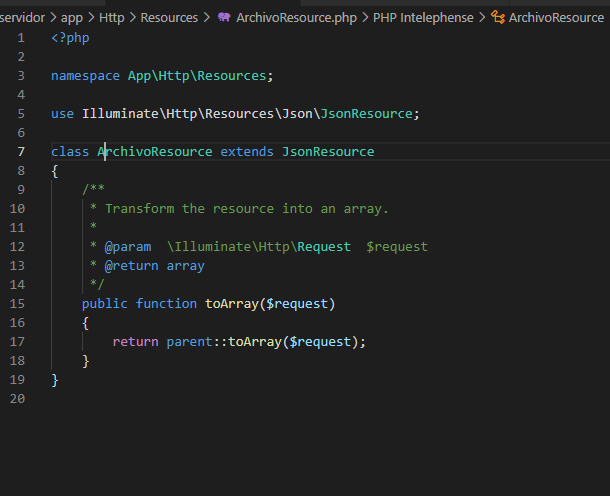 servidor > app > Http > Resources > ArchivoResource.php > PHP Intelephense > ArchivoResource
1 <?php
2
3 namespace App\Http\Resources;
4
5 use Illuminate\Http\Resources\Json\JsonResource;
6
7 class ArchivoResource extends JsonResource
8 {
9     /**
10      * Transform the resource into an array.
11      *
12      * @param  \Illuminate\Http\Request  $request
13      * @return array
14      */
15     public function toArray($request)
16     {
17         return parent::toArray($request);
18     }
19 }
20